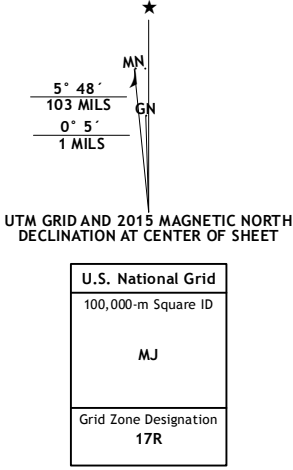 MN
5° 48´
103 MILS
GN
0° 5´
1 MILS
UTM GRID AND 2015 MAGNETIC NORTH
DECLINATION AT CENTER OF SHEET
U.S. National Grid
100,000-m Square ID
MJ
Grid Zone Designation
17R